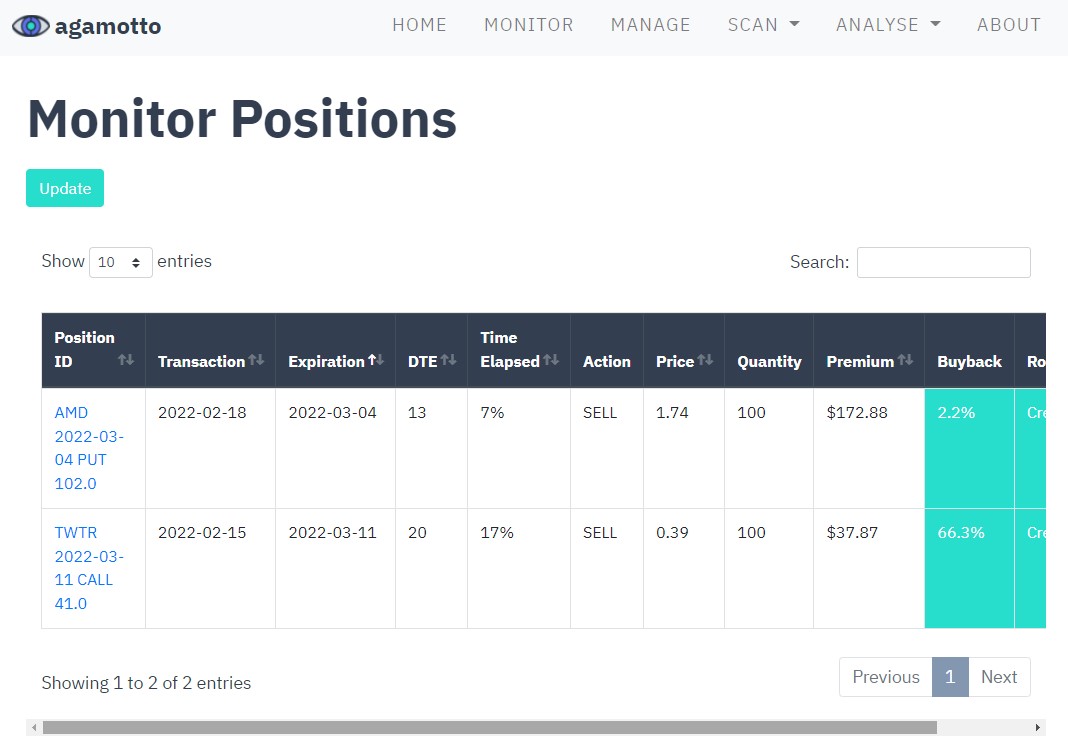 agamotto HOME MONITOR MANAGE SCAN ANALYSE ABOUT
Monitor Positions
Update
Show 10 entries Search:
Position ID Transaction Expiration DTE Time Elapsed Action Price Quantity Premium Buyback Ro
AMD 2022-02-18 2022-03-04 13 7% SELL 1.74 100 $172.88 2.2% Cre
2022-03-
04 PUT
102.0
TWTR 2022-02-15 2022-03-11 20 17% SELL 0.39 100 $37.87 66.3% Cre
2022-03-
11 CALL
41.0
Showing 1 to 2 of 2 entries Previous 1 Next